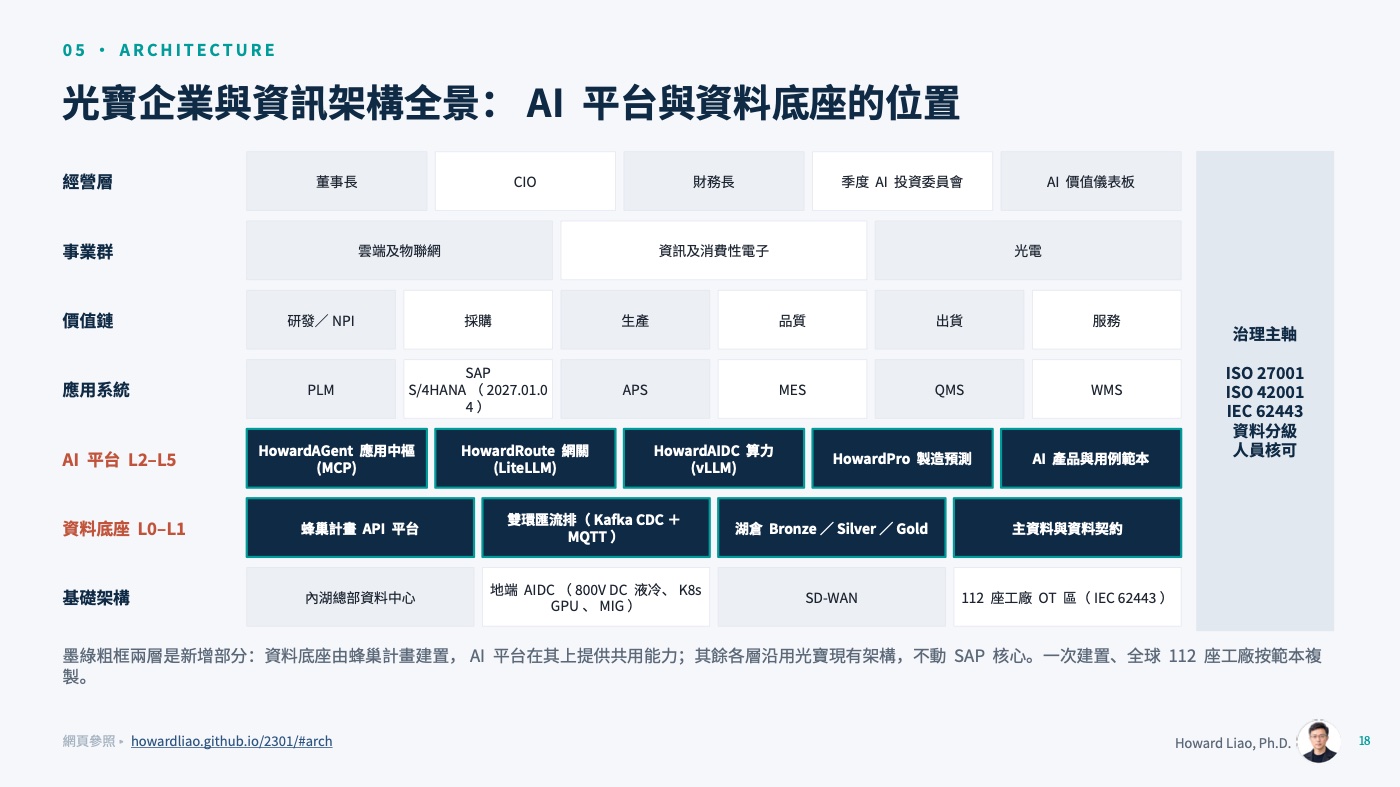 05 • ARCHITECTURE
光寶企業與資訊架構全景： AI 平台與資料底座的位置
經營層
董事長
CIO
財務長
季度 AI 投資委員會
AI 價值儀表板
事業群
雲端及物聯網
資訊及消費性電子
光電
價值鏈
研發／ NPI
採購
生產
品質
出貨
服務
應用系統
PLM
SAP
S/4HANA （ 2027.01.0
4 ）
APS
MES
QMS
WMS
AI 平台 L2–L5
HowardAGent 應用中樞
(MCP)
HowardRoute 網關
(LiteLLM)
HowardAIDC 算力
(vLLM)
HowardPro 製造預測
AI 產品與用例範本
資料底座 L0–L1
蜂巢計畫 API 平台
雙環匯流排（ Kafka CDC ＋
MQTT ）
湖倉 Bronze ／ Silver ／ Gold
主資料與資料契約
基礎架構
內湖總部資料中心
地端 AIDC （ 800V DC 液冷、 K8s
GPU 、 MIG ）
SD-WAN
112 座工廠 OT 區（ IEC 62443 ）
治理主軸
ISO 27001
ISO 42001
IEC 62443
資料分級
人員核可
墨綠粗框兩層是新增部分：資料底座由蜂巢計畫建置， AI 平台在其上提供共用能力；其餘各層沿用光寶現有架構，不動 SAP 核心。一次建置、全球 112 座工廠按範本複
製。
網頁參照 ▸ howardliao.github.io/2301/#arch
Howard Liao, Ph.D.
18